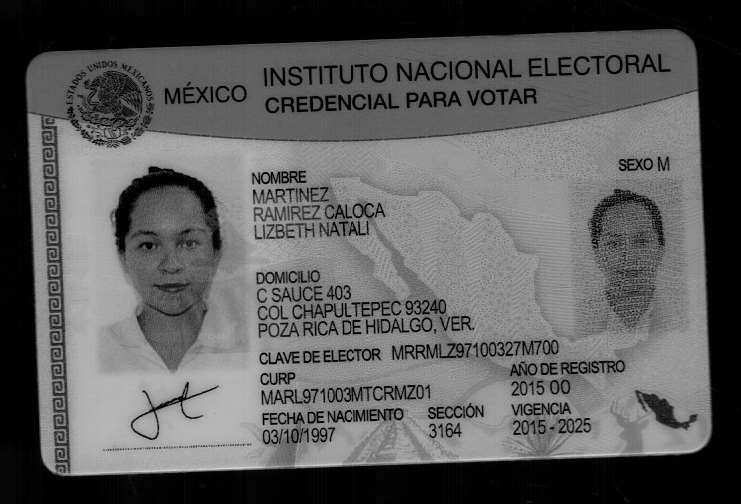 ESTADOS UNIDOS MEXICANOS
MÉXICO
INSTITUTO NACIONAL ELECTORAL
CREDENCIAL PARA VOTAR
SEXO M
NOMBRE
MARTINEZ
RAMIREZ CALOCA
LIZBETH NATALI
DOMICILIO
C SAUCE 403
COL CHAPULTEPEC 93240
POZA RICA DE HIDALGO, VER.
CLAVE DE ELECTOR MRRMLZ97100327M700
CURP
MARL971003MTCRMZ01
AÑO DE REGISTRO
2015 00
FECHA DE NACIMIENTO
03/10/1997
SECCIÓN
3164
VIGENCIA
2015 - 2025